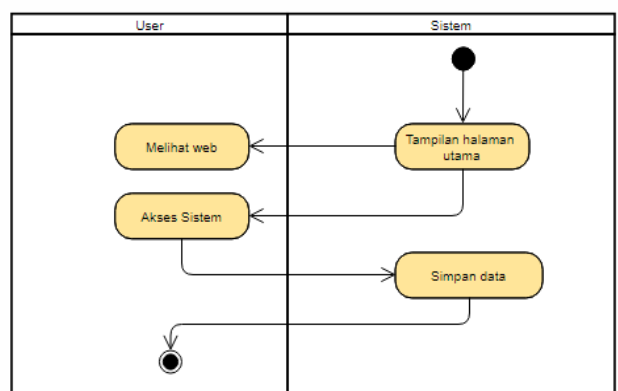 User
Sistem
Tampilan halaman
utama
Melihat web
Akses Sistem
Simpan data